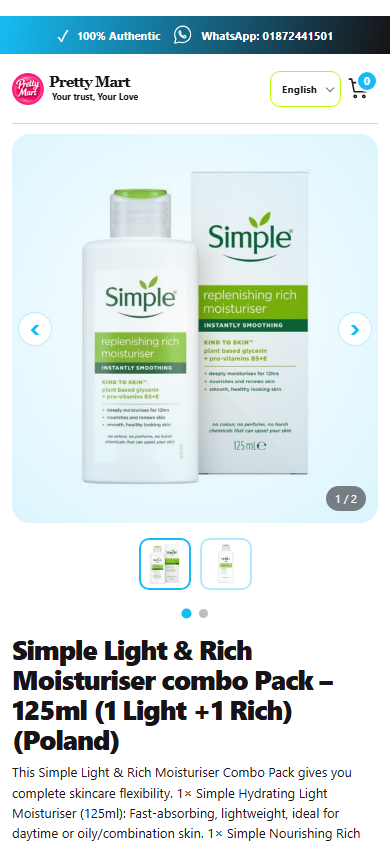 ✓ 100% Authentic WhatsApp: 01872441501
Pretty Mart
Pretty Mart
Your trust, Your Love
English
0
Simple®
replenishing rich
moisturiser
INSTANTLY SMOOTHING
KIND TO SKIN™
plant based glycerin
+ pro-vitamins B5+E
• deeply moisturises for 12hrs
• nourishes and renews skin
• smooth, healthy looking skin
no colour, no perfume, no harsh
chemicals that can upset your skin
Simple®
replenishing rich
moisturiser
INSTANTLY SMOOTHING
KIND TO SKIN™
plant based glycerin
+ pro-vitamins B5+E
• deeply moisturises for 12hrs
• nourishes and renews skin
• smooth, healthy looking skin
no colour, no perfume, no harsh
chemicals that can upset your skin
125 ml e
1 / 2
Simple Light & Rich
Moisturiser combo Pack –
125ml (1 Light +1 Rich)
(Poland)
This Simple Light & Rich Moisturiser Combo Pack gives you
complete skincare flexibility. 1× Simple Hydrating Light
Moisturiser (125ml): Fast-absorbing, lightweight, ideal for
daytime or oily/combination skin. 1× Simple Nourishing Rich